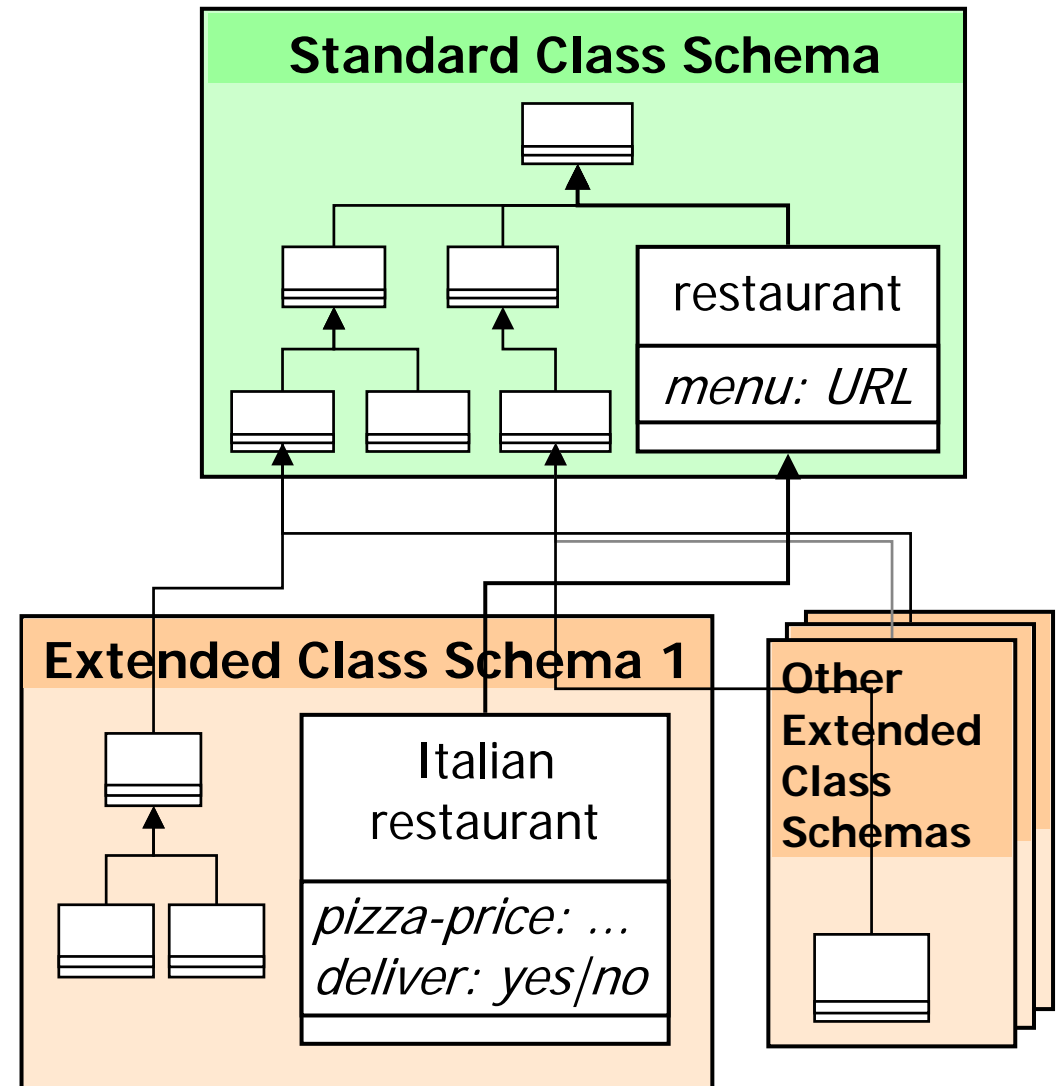 Standard Class Schema
restaurant
menu: URL
Extended Class Schema 1
Italian
restaurant
pizza-price: ...
deliver: yes|no
Other
Extended
Class
Schemas